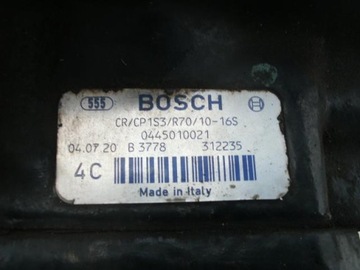 555 BOSCH
CR/CP1S3/R70/10-16S
0445010021
04.07.20 B 3778 312235
4C
Made in Italy